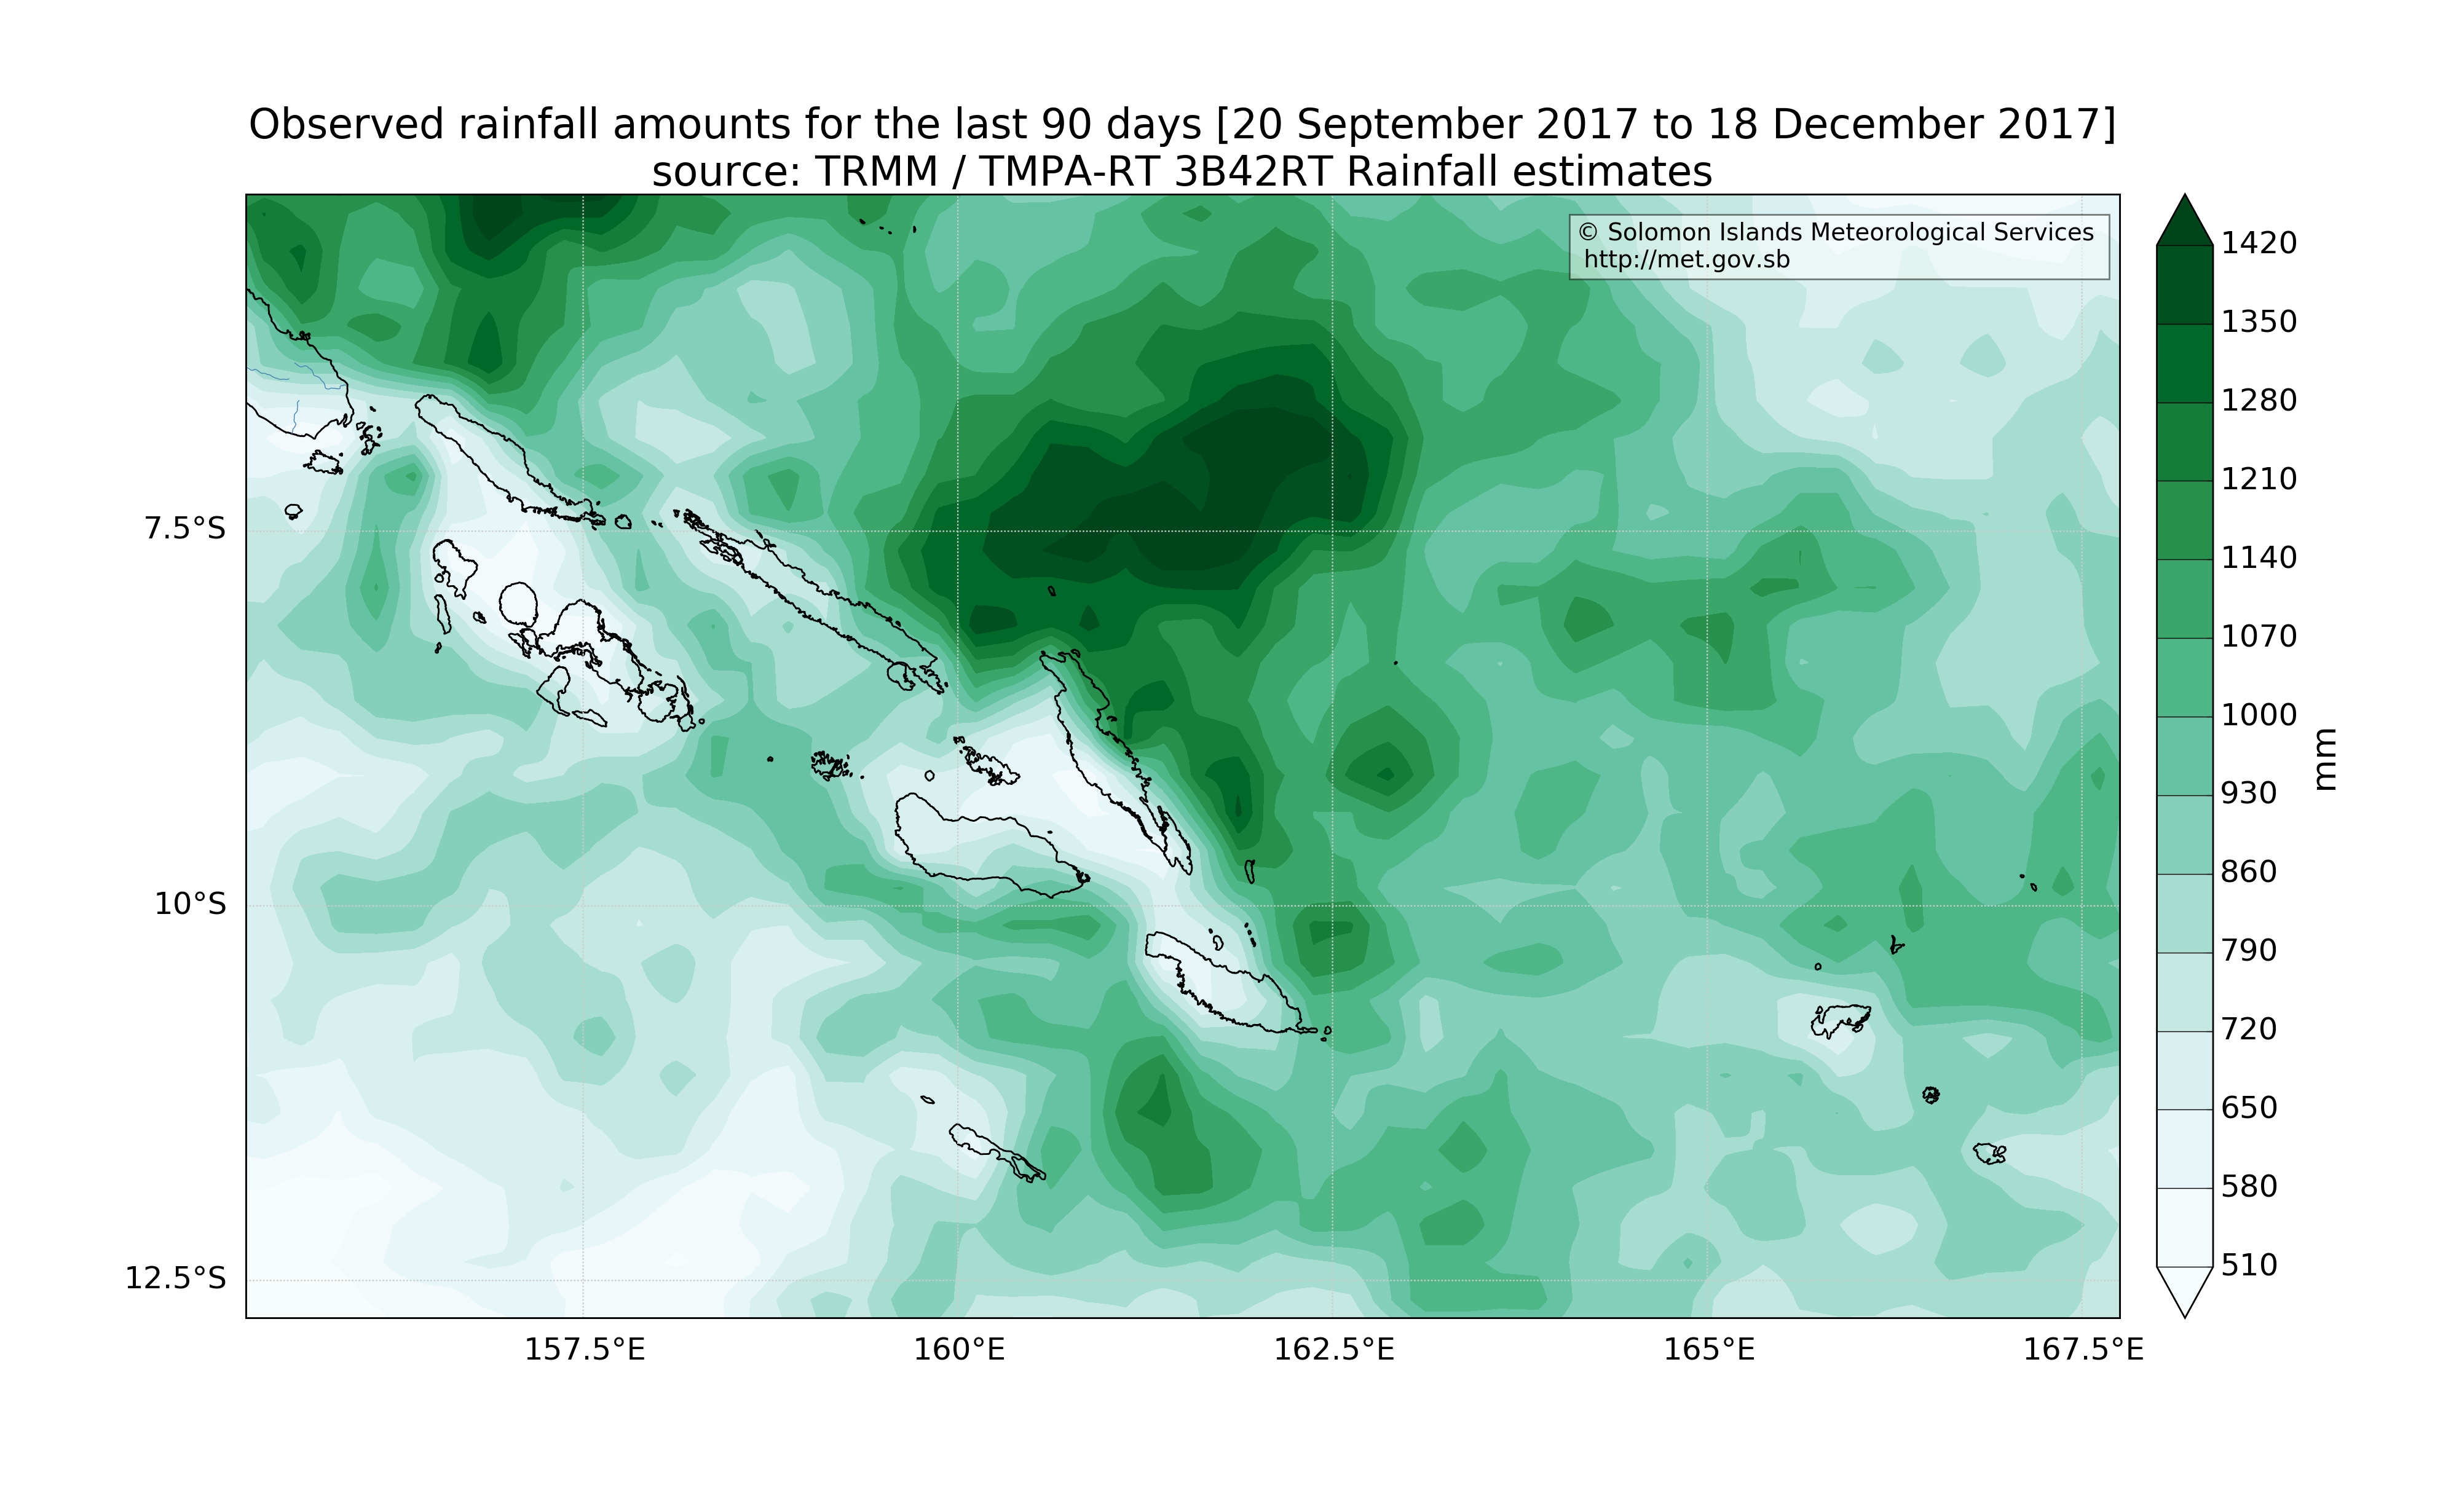 Observed rainfall amounts for the last 90 days [20 September 2017 to 18 December 2017]
source: TRMM / TMPA-RT 3B42RT Rainfall estimates
© Solomon Islands Meteorological Services
http://met.gov.sb
1420
1350
1280
1210
1140
1070
1000
930
860
790
720
650
580
510
mm
7.5°S
10°S
12.5°S
157.5°E
160°E
162.5°E
165°E
167.5°E